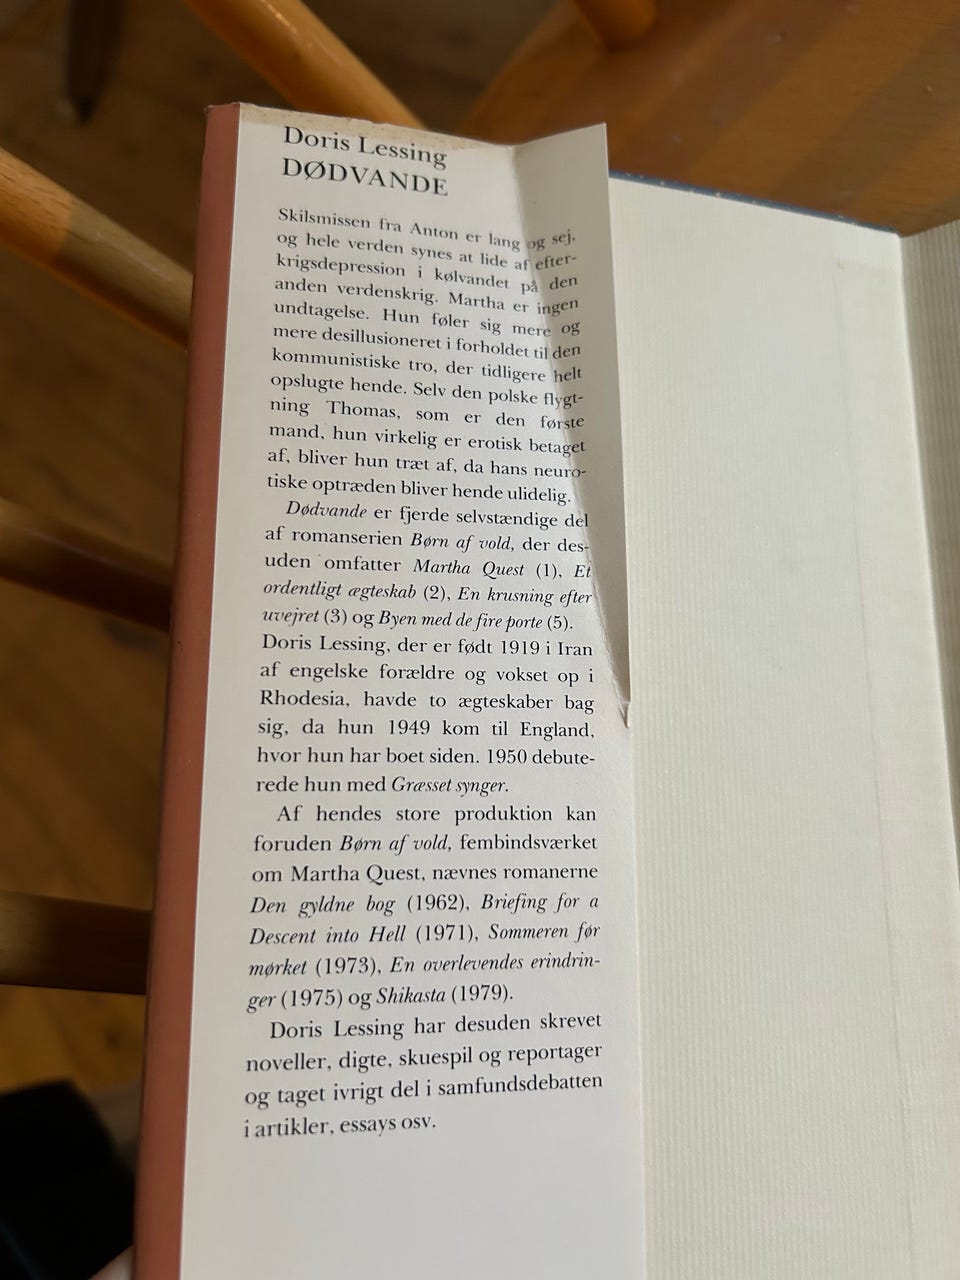 Doris Lessing
DØDVANDE
Skilsmissen fra Anton er lang og sej,
og hele verden synes at lide af efter-
krigsdepression i kølvandet på den
anden verdenskrig. Martha er ingen
undtagelse. Hun føler sig mere og
mere desillusioneret i forholdet til den
kommunistiske tro, der tidligere helt
opslugte hende. Selv den polske flygt-
ning Thomas, som er den første
mand, hun virkelig er erotisk betaget
af, bliver hun træt af, da hans neuro-
tiske optræden bliver hende ulidelig.
Dødvande er fjerde selvstændige del
af romanserien Børn af vold, der des-
uden omfatter Martha Quest (1), Et
ordentligt ægteskab (2), En krusning efter
uvejret (3) og Byen med de fire porte (5).
Doris Lessing, der er født 1919 i Iran
af engelske forældre og vokset op i
Rhodesia, havde to ægteskaber bag
sig, da hun 1949 kom til England,
hvor hun har boet siden. 1950 debute-
rede hun med Græsset synger.
Af hendes store produktion kan
foruden Børn af vold, fembindsværket
om Martha Quest, nævnes romanerne
Den gyldne bog (1962), Briefing for a
Descent into Hell (1971), Sommeren før
mørket (1973), En overlevendes erindrin-
ger (1975) og Shikasta (1979).
Doris Lessing har desuden skrevet
noveller, digte, skuespil og reportager
og taget ivrigt del i samfundsdebatten
i artikler, essays osv.